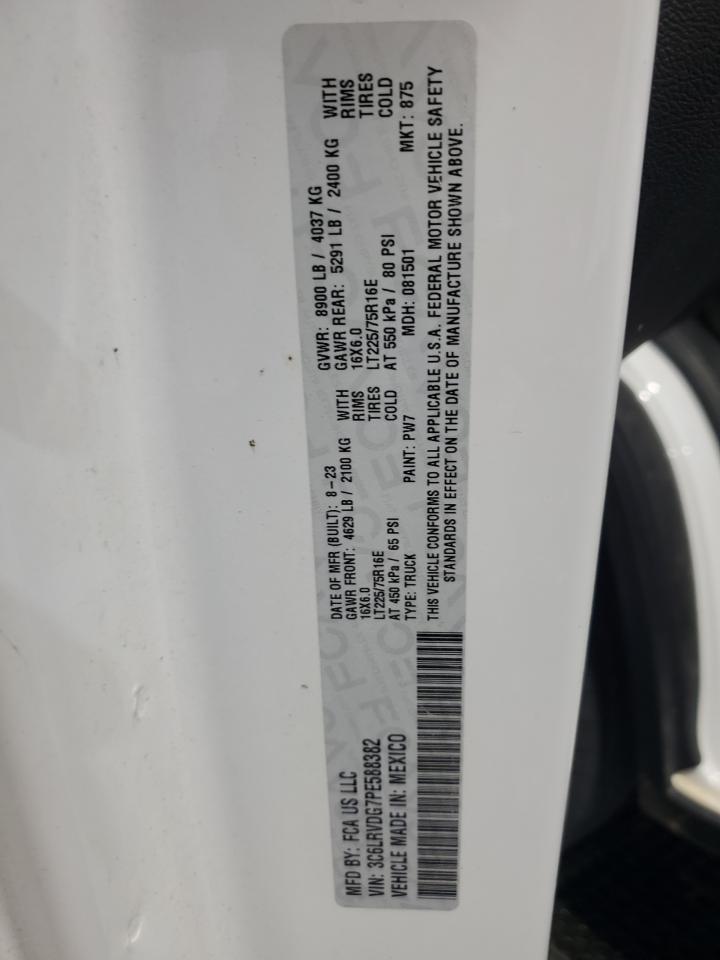 MFD BY: FCA US LLC
VIN: 3C6LRVDG7PE588382
VEHICLE MADE IN: MEXICO
DATE OF MFR (BUILT): 8-23 GVWR: 8900 LB / 4037 KG
GAWR FRONT: 4629 LB / 2100 KG WITH GAWR REAR: 5291 LB / 2400 KG WITH
16X6.0 RIMS 16X6.0 RIMS
LT225/75R16E TIRES LT225/75R16E TIRES
AT 450 kPa / 65 PSI COLD AT 550 kPa / 80 PSI COLD
TYPE: TRUCK PAINT: PW7 MDH: 081501 MKT: 875
THIS VEHICLE CONFORMS TO ALL APPLICABLE U.S.A. FEDERAL MOTOR VEHICLE SAFETY
STANDARDS IN EFFECT ON THE DATE OF MANUFACTURE SHOWN ABOVE.